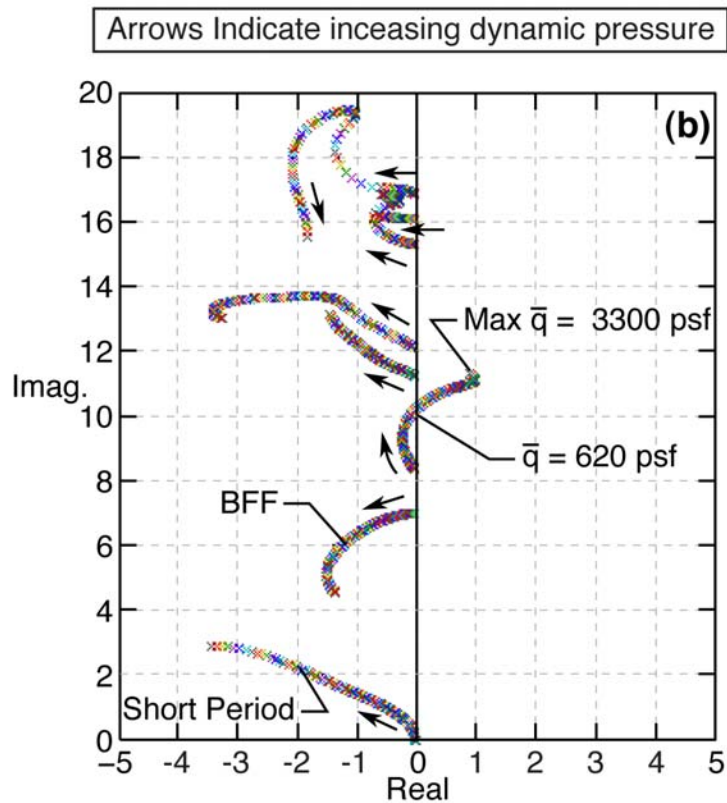 Arrows Indicate inceasing dynamic pressure
20
(b)
18
16
14
Max q̅ = 3300 psf
12
Imag.
10
q̅ = 620 psf
8
BFF
6
4
2
Short Period
0
−5 −4 -3 -2 -1 0 1 2 3 4 5
Real